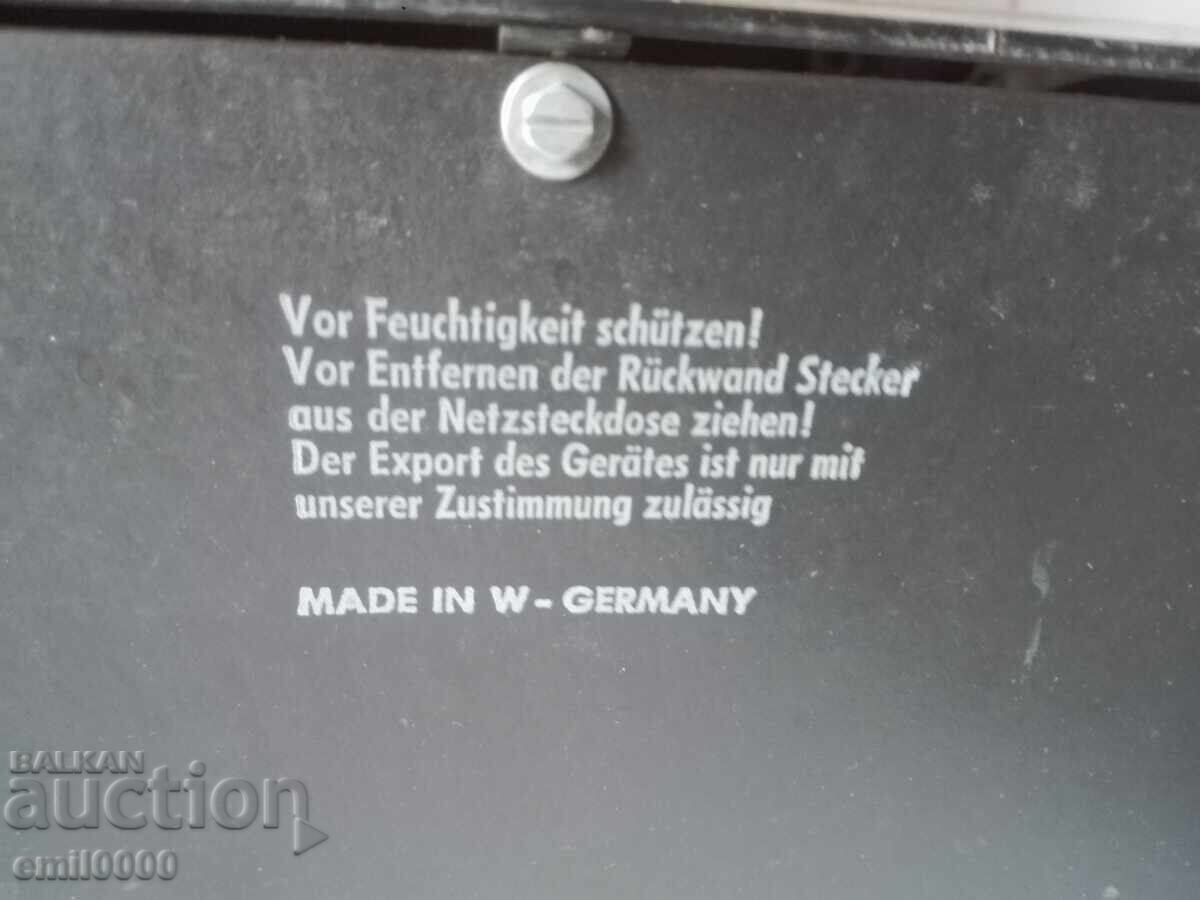 Vor Feuchtigkeit schützen!
Vor Entfernen der Rückwand Stecker
aus der Netzsteckdose ziehen!
Der Export des Gerätes ist nur mit
unserer Zustimmung zulässig
MADE IN W-GERMANY
BALKAN
auction
emil0000